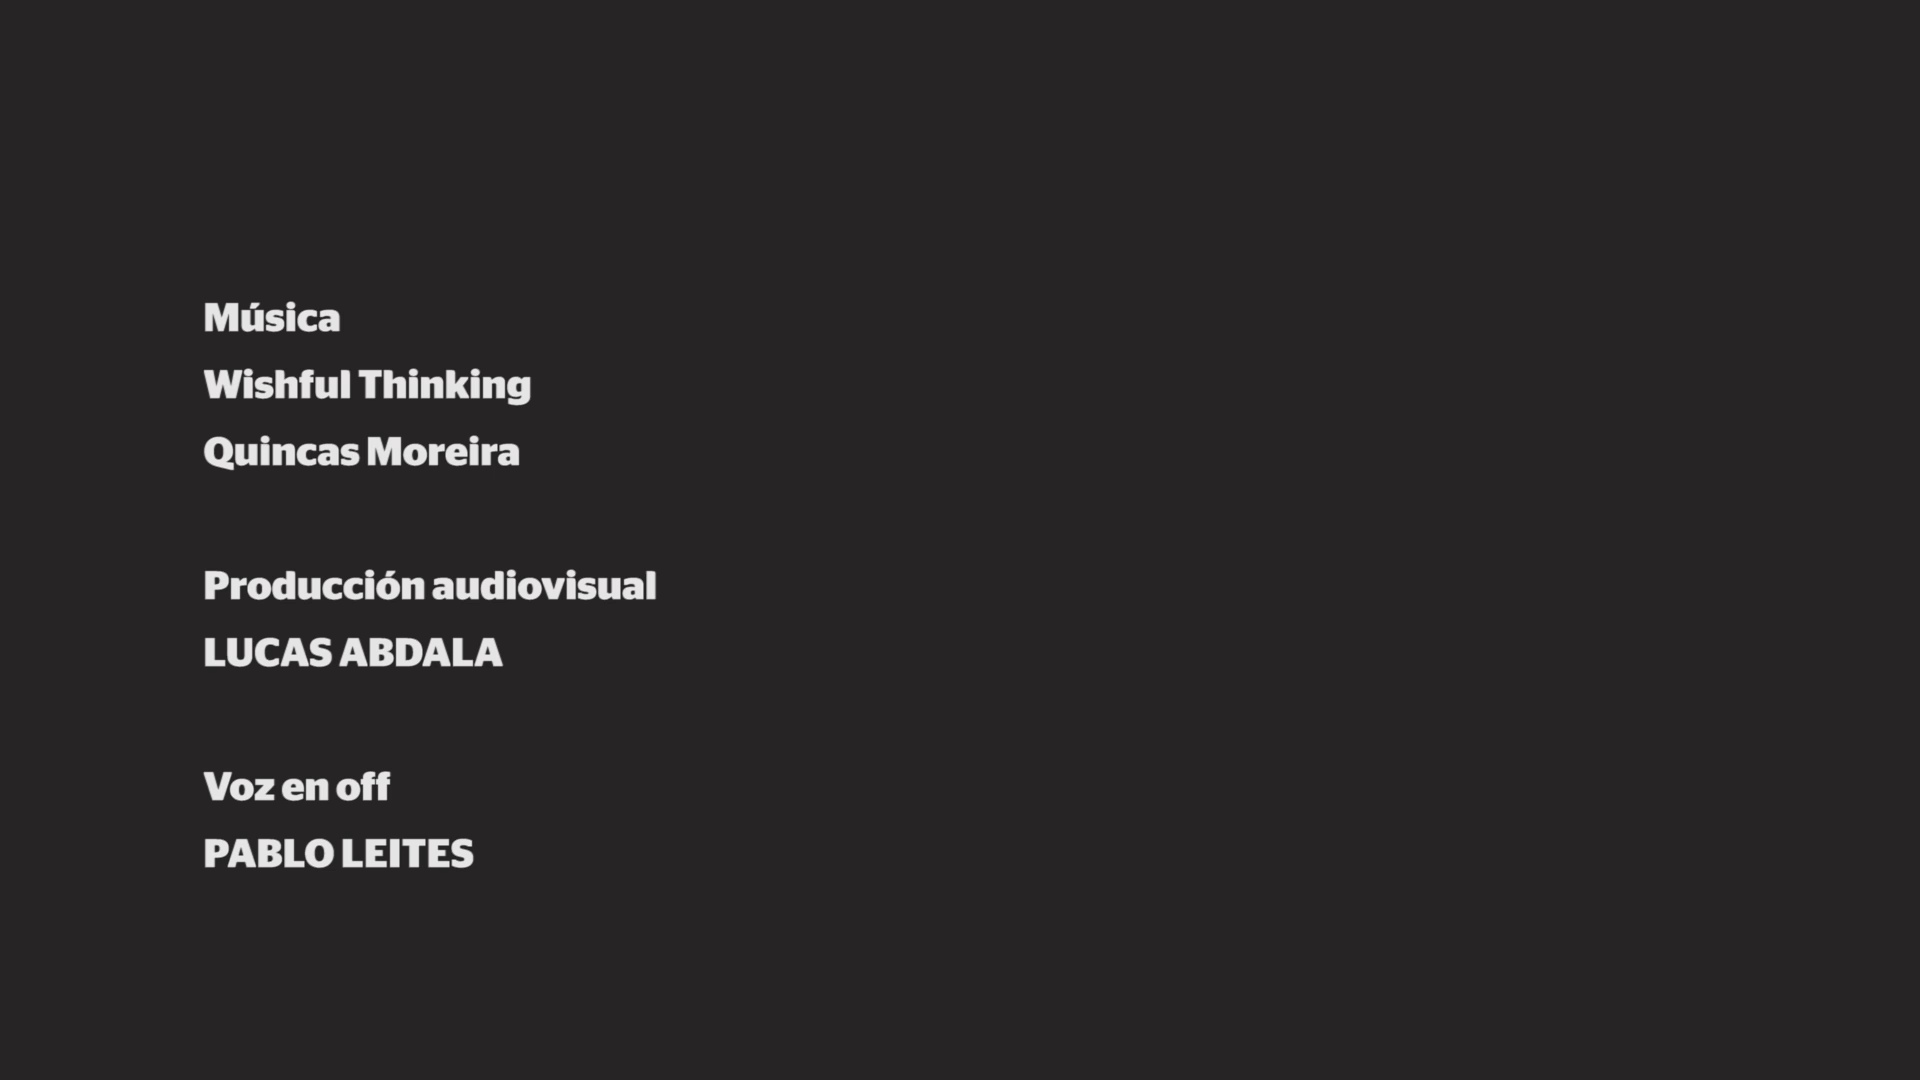 Música
Wishful Thinking
Quincas Moreira
Producción audiovisual
LUCAS ABDALA
Voz en off
PABLO LEITES